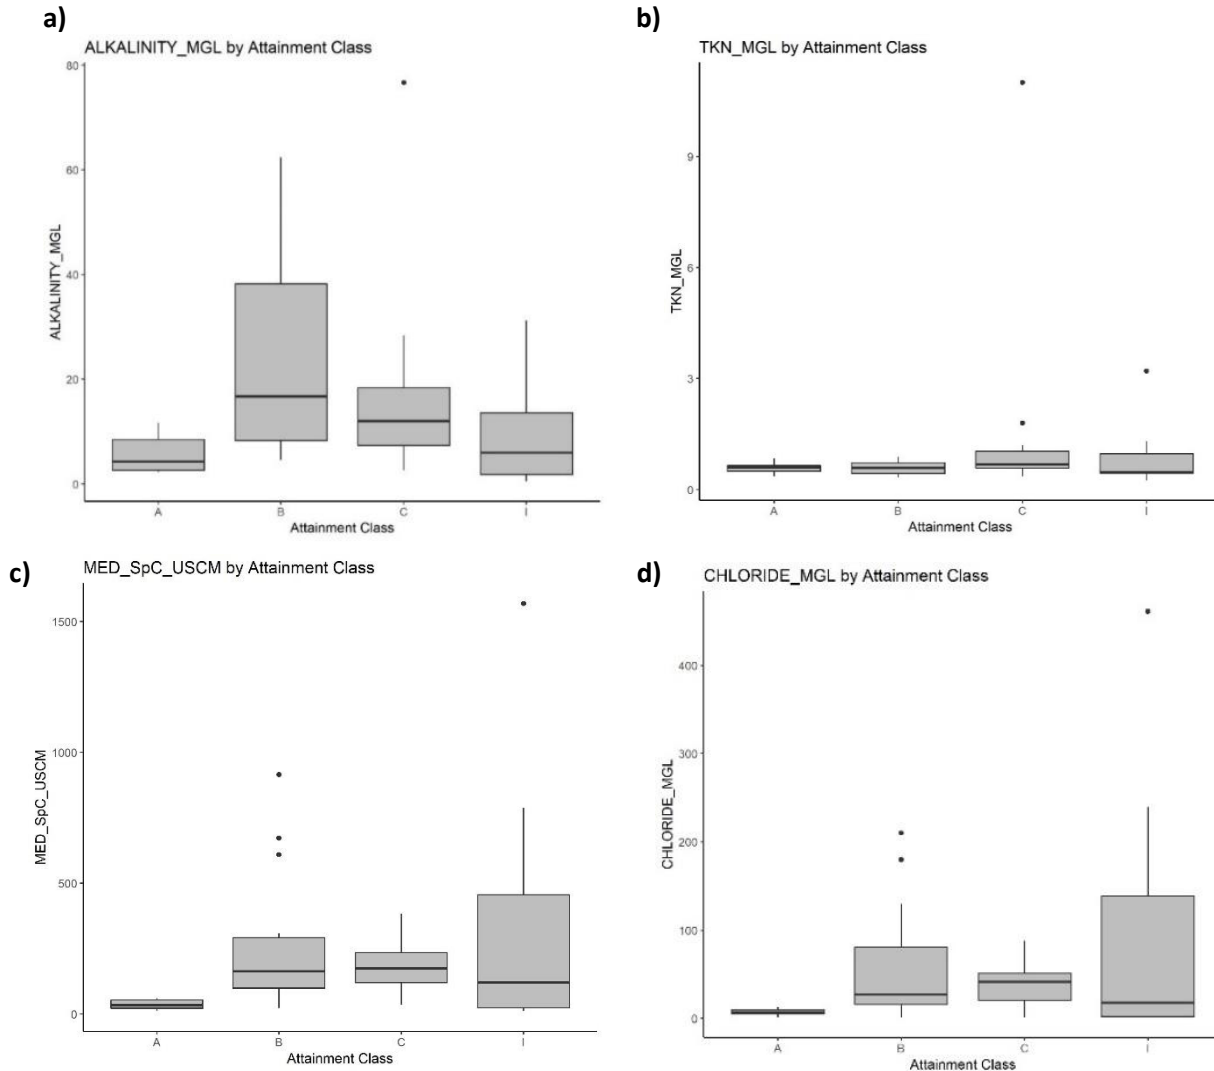 a)
ALKALINITY_MGL by Attainment Class
80
60
40
20
0
ALKALINITY_MGL
A B C I
Attainment Class
b)
TKN_MGL by Attainment Class
9
6
3
0
TKN_MGL
A B C I
Attainment Class
c)
MED_SpC_USCM by Attainment Class
1500
1000
500
0
MED_SpC_USCM
A B C I
Attainment Class
d)
CHLORIDE_MGL by Attainment Class
400
300
200
100
0
CHLORIDE_MGL
A B C I
Attainment Class